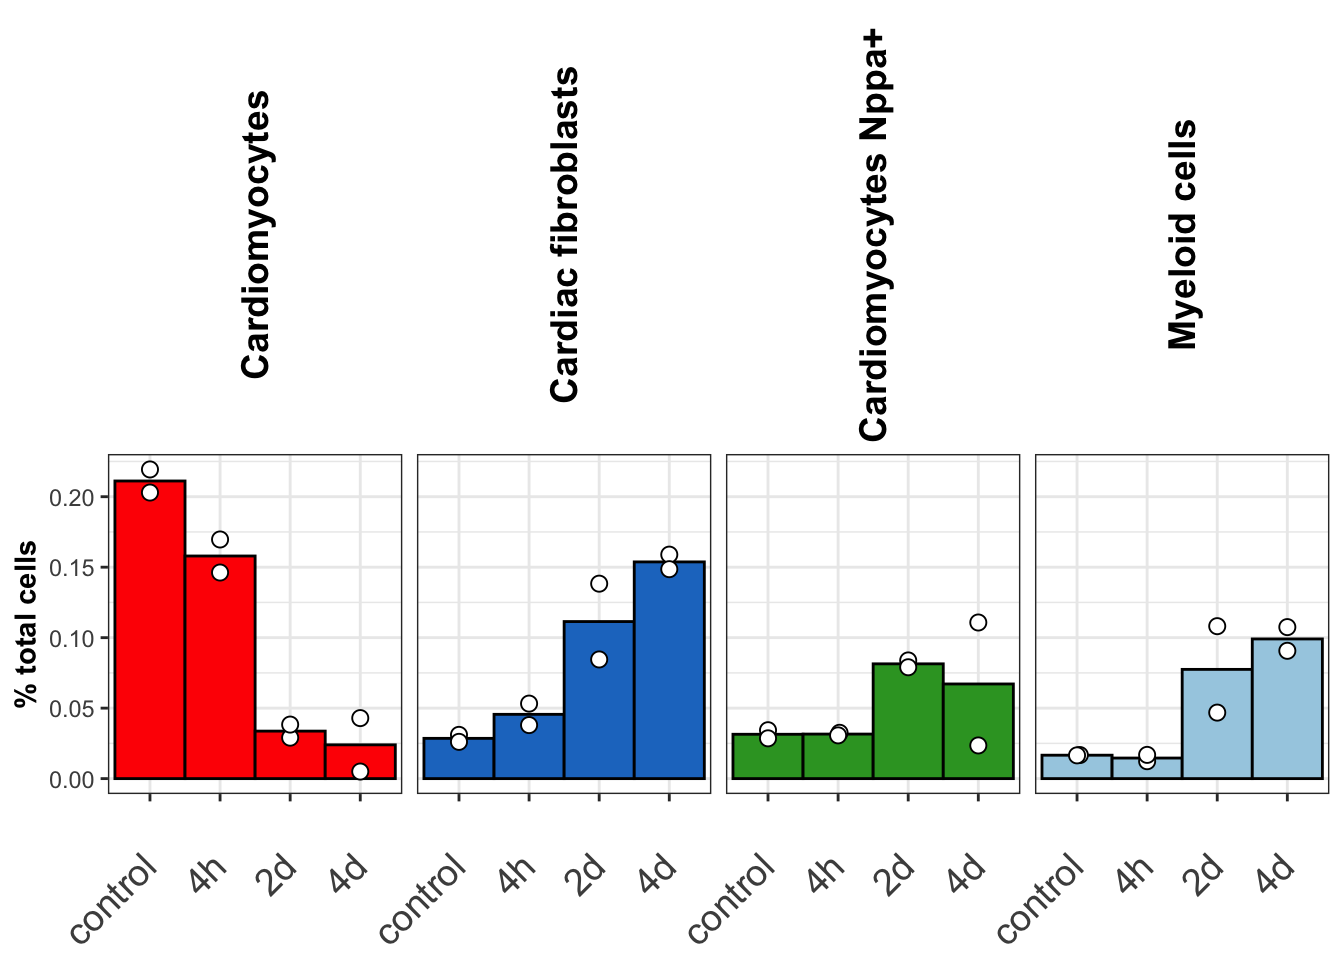 Cardiomyocytes
Cardiac fibroblasts
Cardiomyocytes Nppa+
Myeloid cells
% total cells
0.20
0.15
0.10
0.05
0.00
control 4h 2d 4d
control 4h 2d 4d
control 4h 2d 4d
control 4h 2d 4d